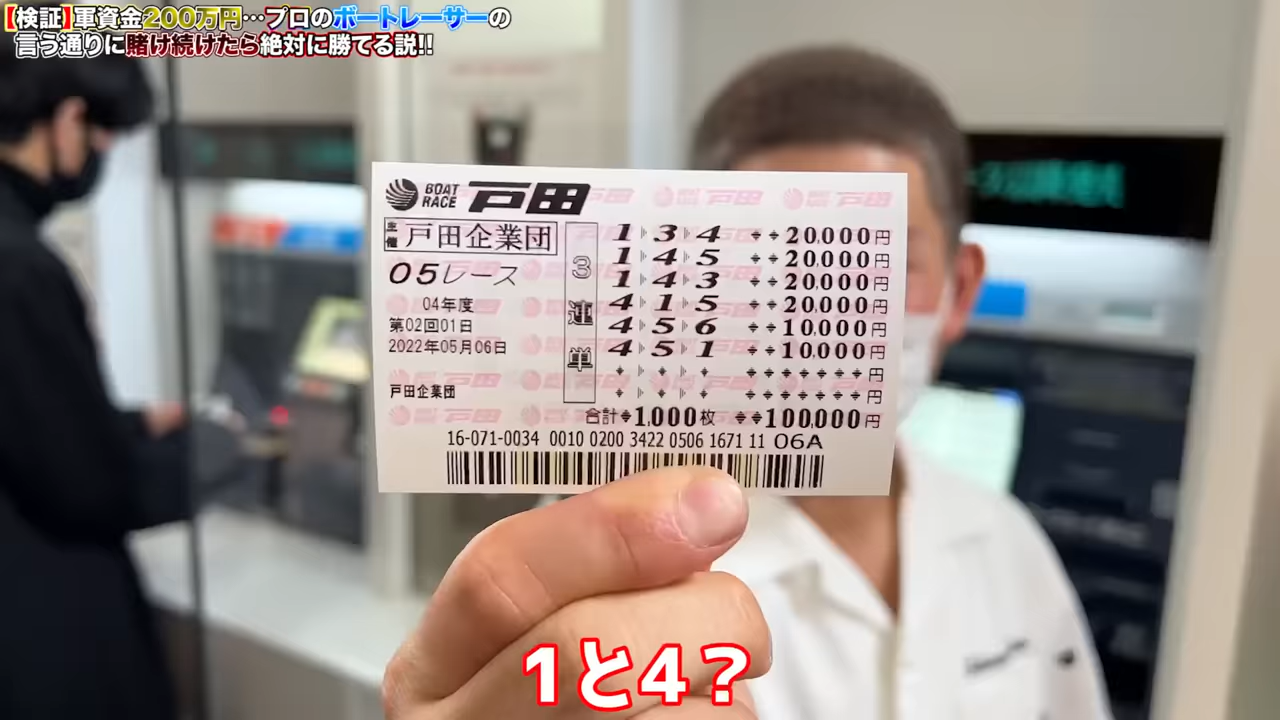 【検証】軍資金200万円…プロのボートレーサーの
言う通りに賭け続けたら絶対に勝てる説!!
BOAT RACE 戸田
主催 戸田企業団
05レース
04年度
第02回01日
2022年05月06日
戸田企業団
3連単
1 3 4 20,000円
1 4 5 20,000円
1 4 3 20,000円
4 1 5 20,000円
4 5 6 10,000円
4 5 1 10,000円
円
円
合計 1,000枚 100,000円
16-071-0034 0010 0200 3422 0506 1671 11 06A
1と4?